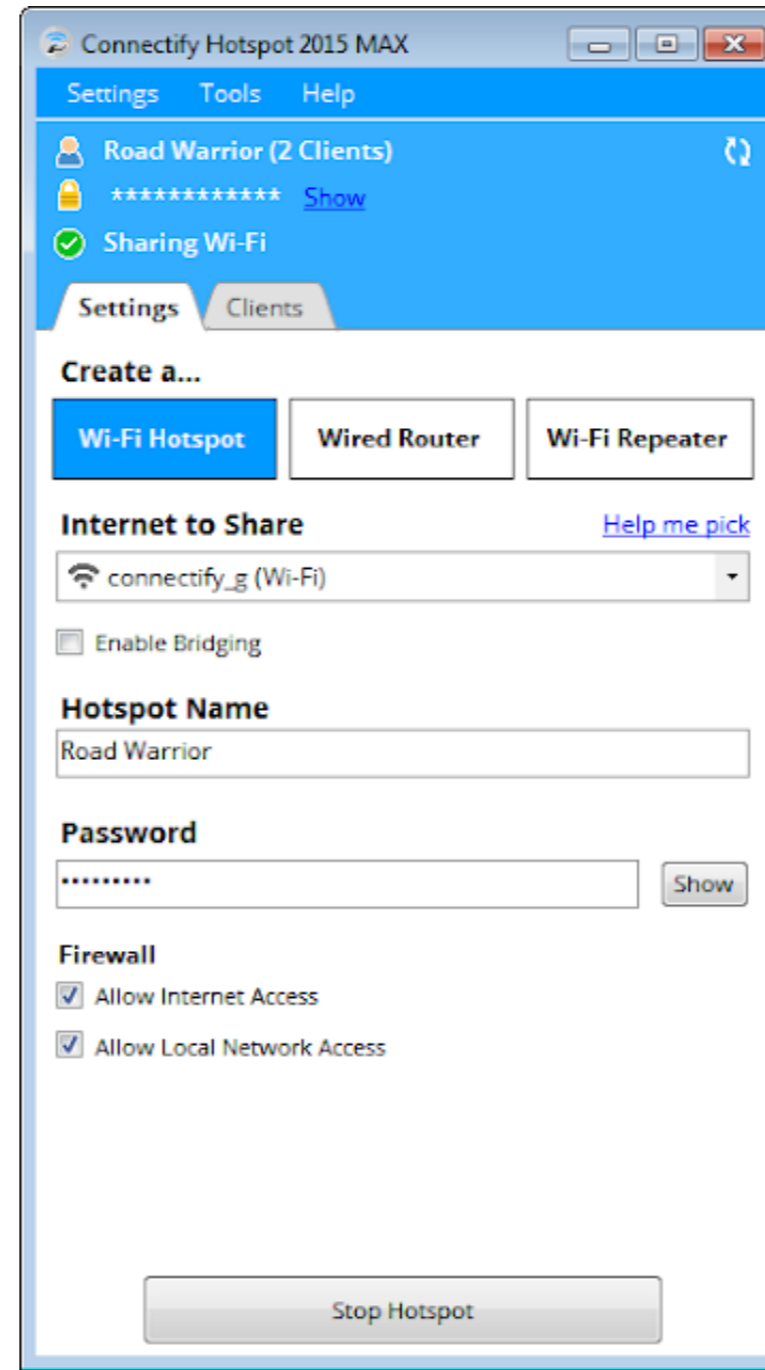 Connectify Hotspot 2015 MAX
Settings Tools Help
Road Warrior (2 Clients)
************ Show
Sharing Wi-Fi
Settings Clients
Create a...
Wi-Fi Hotspot Wired Router Wi-Fi Repeater
Internet to Share Help me pick
connectify_g (Wi-Fi)
Enable Bridging
Hotspot Name
Road Warrior
Password
••••••••• Show
Firewall
Allow Internet Access
Allow Local Network Access
Stop Hotspot